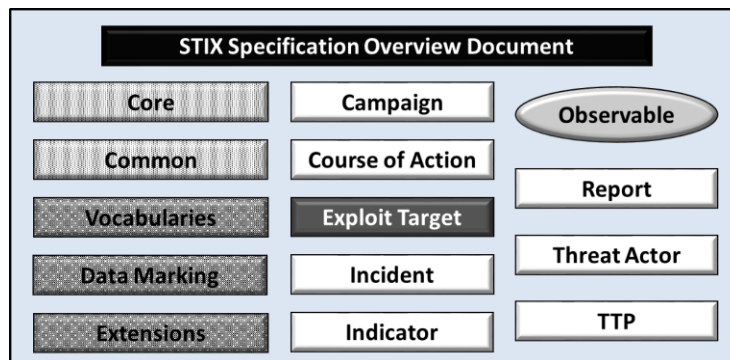 STIX Specification Overview Document
Core
Common
Vocabularies
Data Marking
Extensions
Campaign
Course of Action
Exploit Target
Incident
Indicator
Observable
Report
Threat Actor
TTP